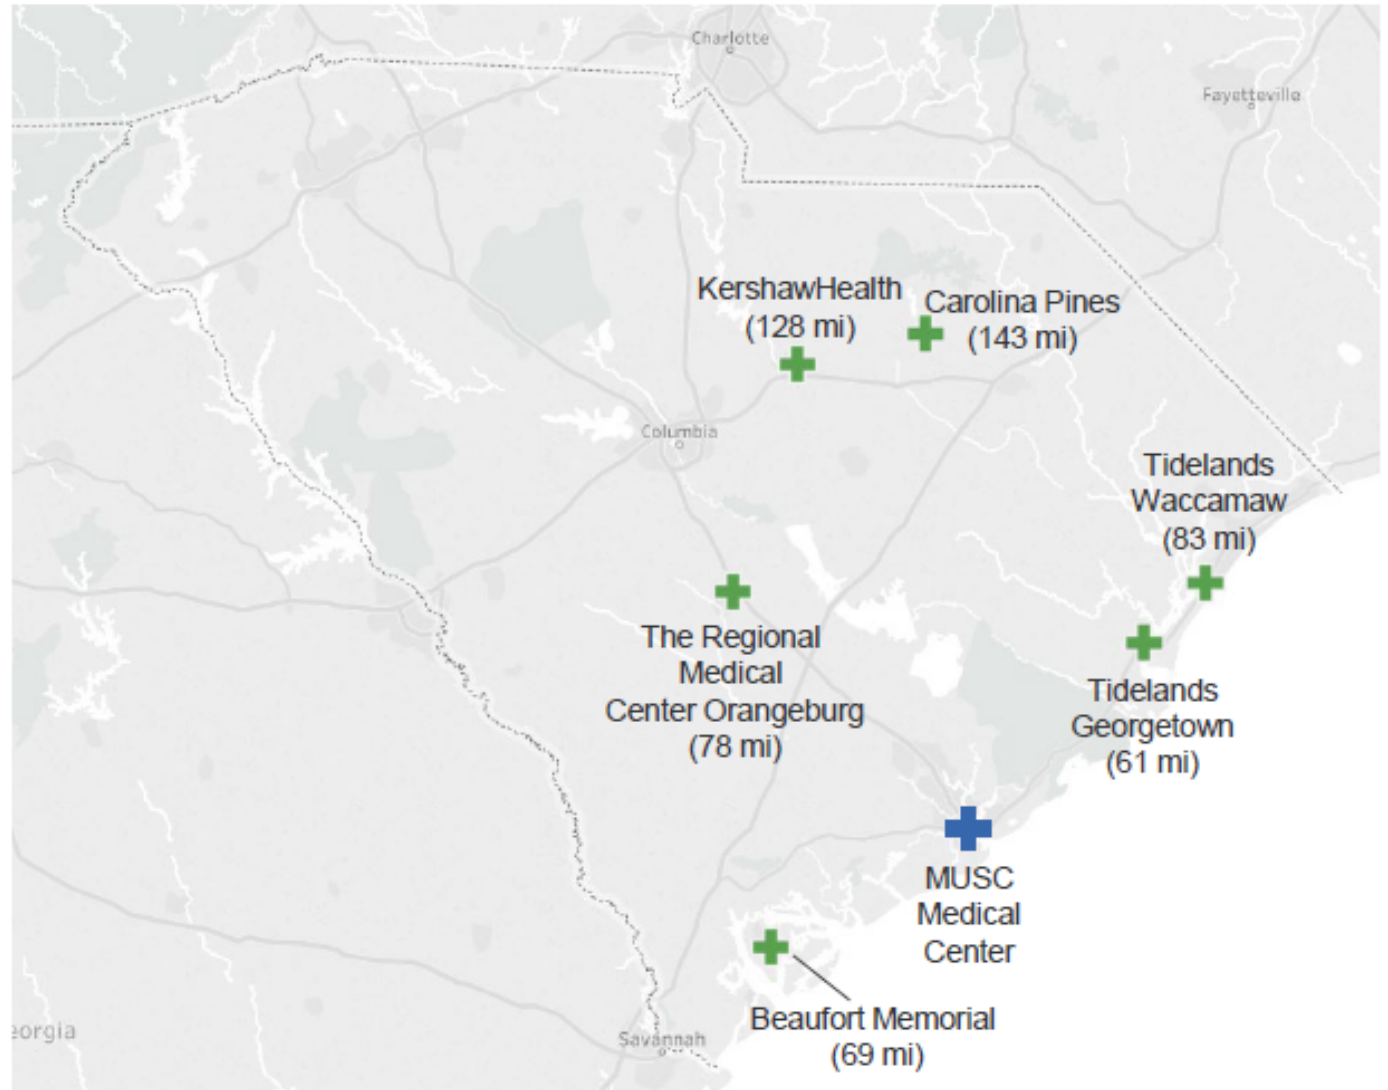 Charlotte
Fayetteville
KershawHealth
(128 mi)
Carolina Pines
(143 mi)
Columbia
Tidelands
Waccamaw
(83 mi)
The Regional
Medical
Center Orangeburg
(78 mi)
Tidelands
Georgetown
(61 mi)
MUSC
Medical
Center
Beaufort Memorial
(69 mi)
Savannah
eorgia